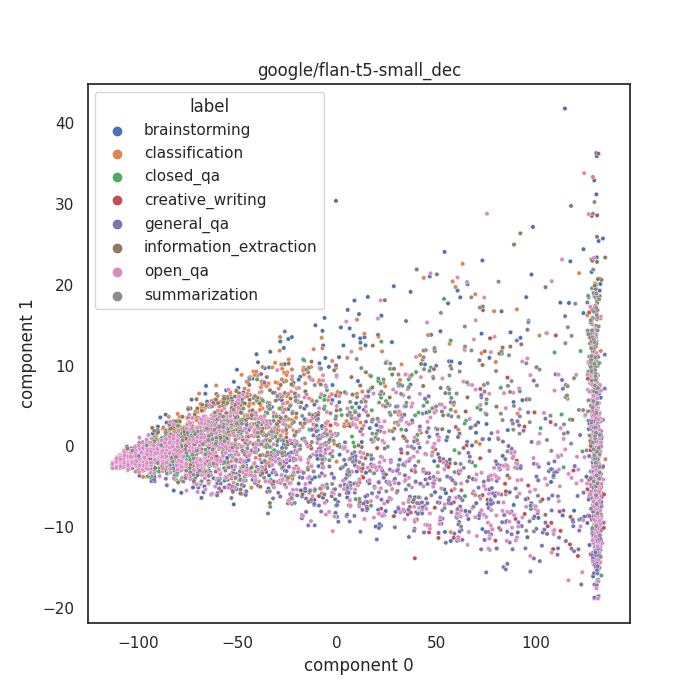 google/flan-t5-small_dec
label
brainstorming
classification
closed_qa
creative_writing
general_qa
information_extraction
open_qa
summarization
component 1
40
30
20
10
0
−10
−20
−100
−50
0
50
100
component 0